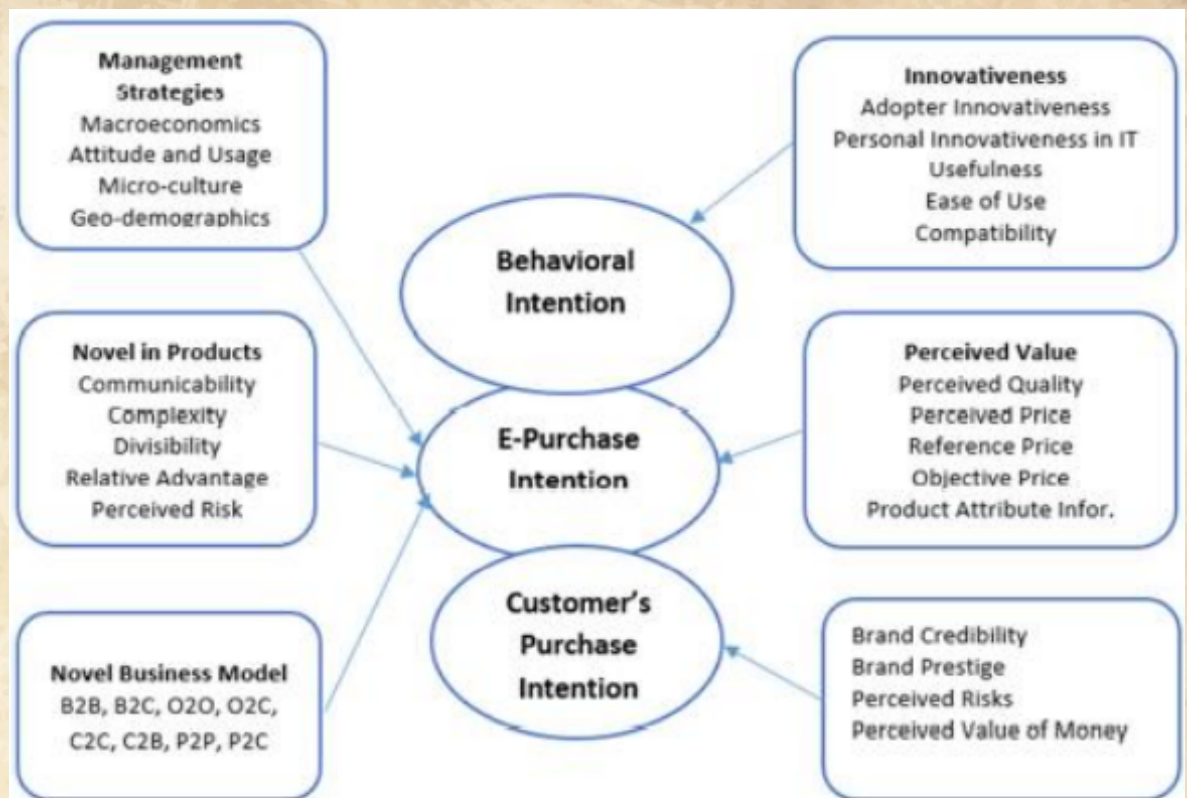 Management
Strategies
Macroeconomics
Attitude and Usage
Micro-culture
Geo-demographics
Novel in Products
Communicability
Complexity
Divisibility
Relative Advantage
Perceived Risk
Novel Business Model
B2B, B2C, O2O, O2C,
C2C, C2B, P2P, P2C
Behavioral
Intention
E-Purchase
Intention
Customer's
Purchase
Intention
Innovativeness
Adopter Innovativeness
Personal Innovativeness in IT
Usefulness
Ease of Use
Compatibility
Perceived Value
Perceived Quality
Perceived Price
Reference Price
Objective Price
Product Attribute Infor.
Brand Credibility
Brand Prestige
Perceived Risks
Perceived Value of Money